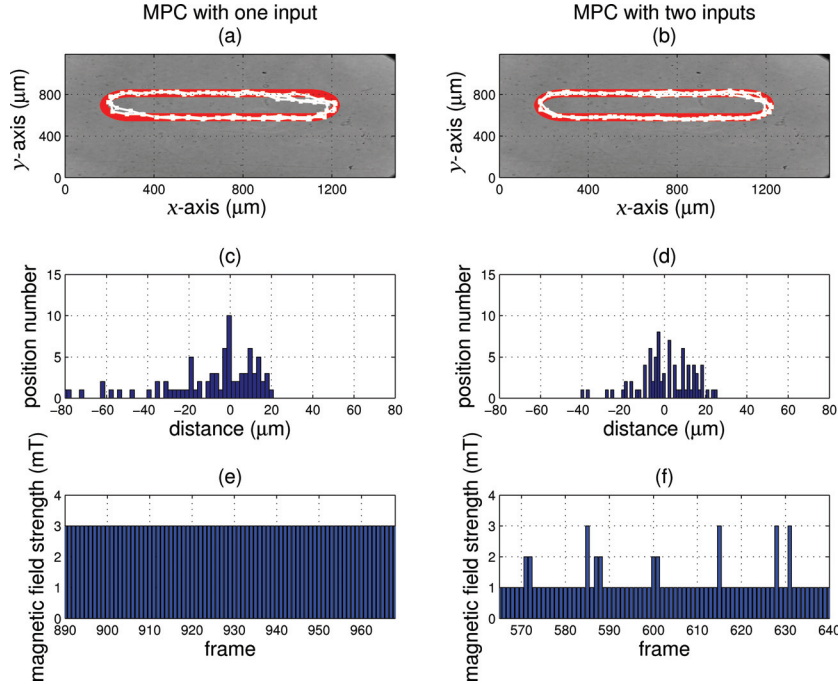 MPC with one input
(a)
y-axis (μm)
800
400
0
0 400 800 1200
x-axis (μm)
MPC with two inputs
(b)
y-axis (μm)
800
400
0
0 400 800 1200
x-axis (μm)
(c)
position number
15
10
5
0
−80 −60 −40 −20 0 20 40 60 80
distance (μm)
(d)
position number
15
10
5
0
−80 −60 −40 −20 0 20 40 60 80
distance (μm)
(e)
magnetic field strength (mT)
4
3
2
1
0
890 900 910 920 930 940 950 960
frame
(f)
magnetic field strength (mT)
4
3
2
1
0
570 580 590 600 610 620 630 640
frame